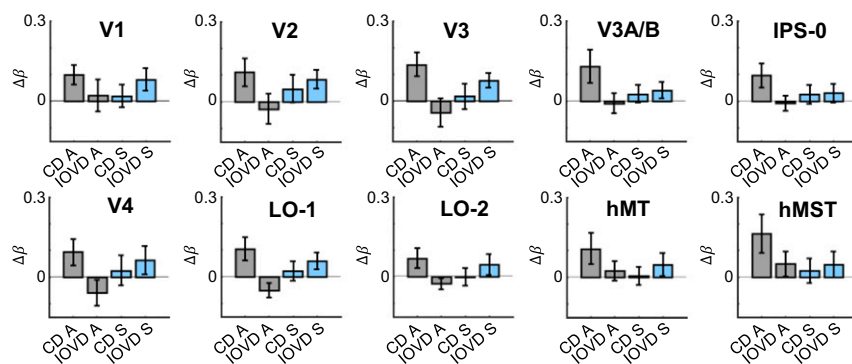 V1 V2 V3 V3A/B IPS-0
0.3 0.3 0.3 0.3 0.3
Δβ Δβ Δβ Δβ Δβ
0 0 0 0 0
CD A IOVD A CD S IOVD S CD A IOVD A CD S IOVD S CD A IOVD A CD S IOVD S CD A IOVD A CD S IOVD S CD A IOVD A CD S IOVD S
V4 LO-1 LO-2 hMT hMST
0.3 0.3 0.3 0.3 0.3
Δβ Δβ Δβ Δβ Δβ
0 0 0 0 0
CD A IOVD A CD S IOVD S CD A IOVD A CD S IOVD S CD A IOVD A CD S IOVD S CD A IOVD A CD S IOVD S CD A IOVD A CD S IOVD S